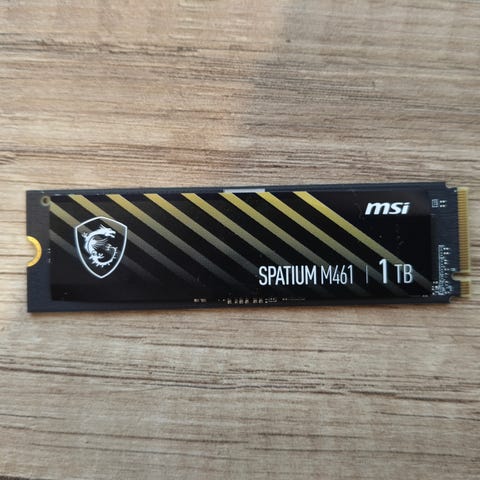 msi
SPATIUM M461 | 1 TB